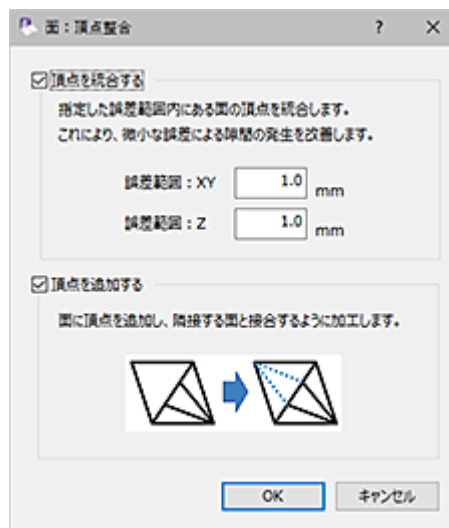 面：頂点整合
?
×
頂点を統合する
指定した誤差範囲内にある面の頂点を統合します。
これにより、微小な誤差による隙間の発生を改善します。
誤差範囲：XY 1.0 mm
誤差範囲：Z 1.0 mm
頂点を追加する
面に頂点を追加し、隣接する面と接合するように加工します。
OK キャンセル